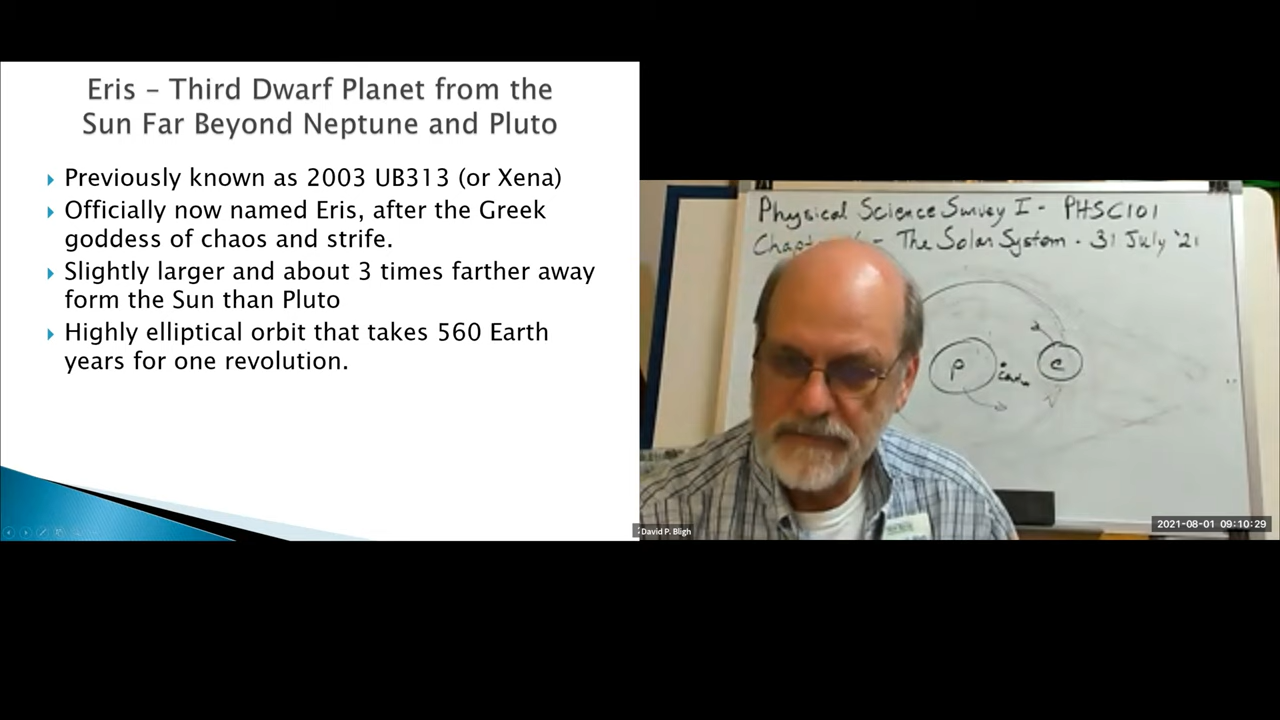 Eris – Third Dwarf Planet from the
Sun Far Beyond Neptune and Pluto
Previously known as 2003 UB313 (or Xena)
Officially now named Eris, after the Greek
goddess of chaos and strife.
Slightly larger and about 3 times farther away
form the Sun than Pluto
Highly elliptical orbit that takes 560 Earth
years for one revolution.
Physical Science Survey I - PHSC101
The Solar System - 31 July '21
P
C
David P. Bligh
2021-08-01 09:10:29